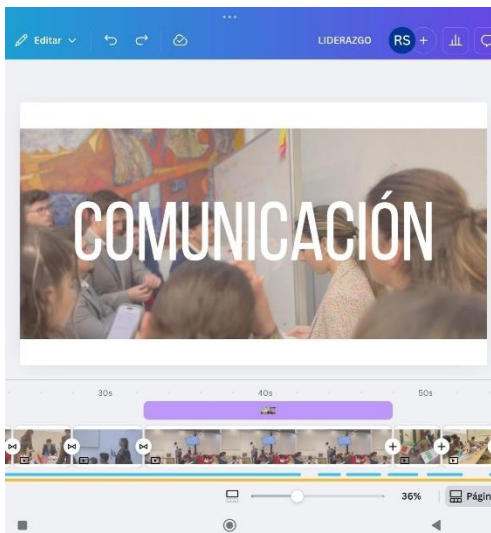 Editar
LIDERAZGO
RS +
COMUNICACIÓN
30s 40s 50s
36% Págin